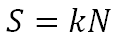 S = kN